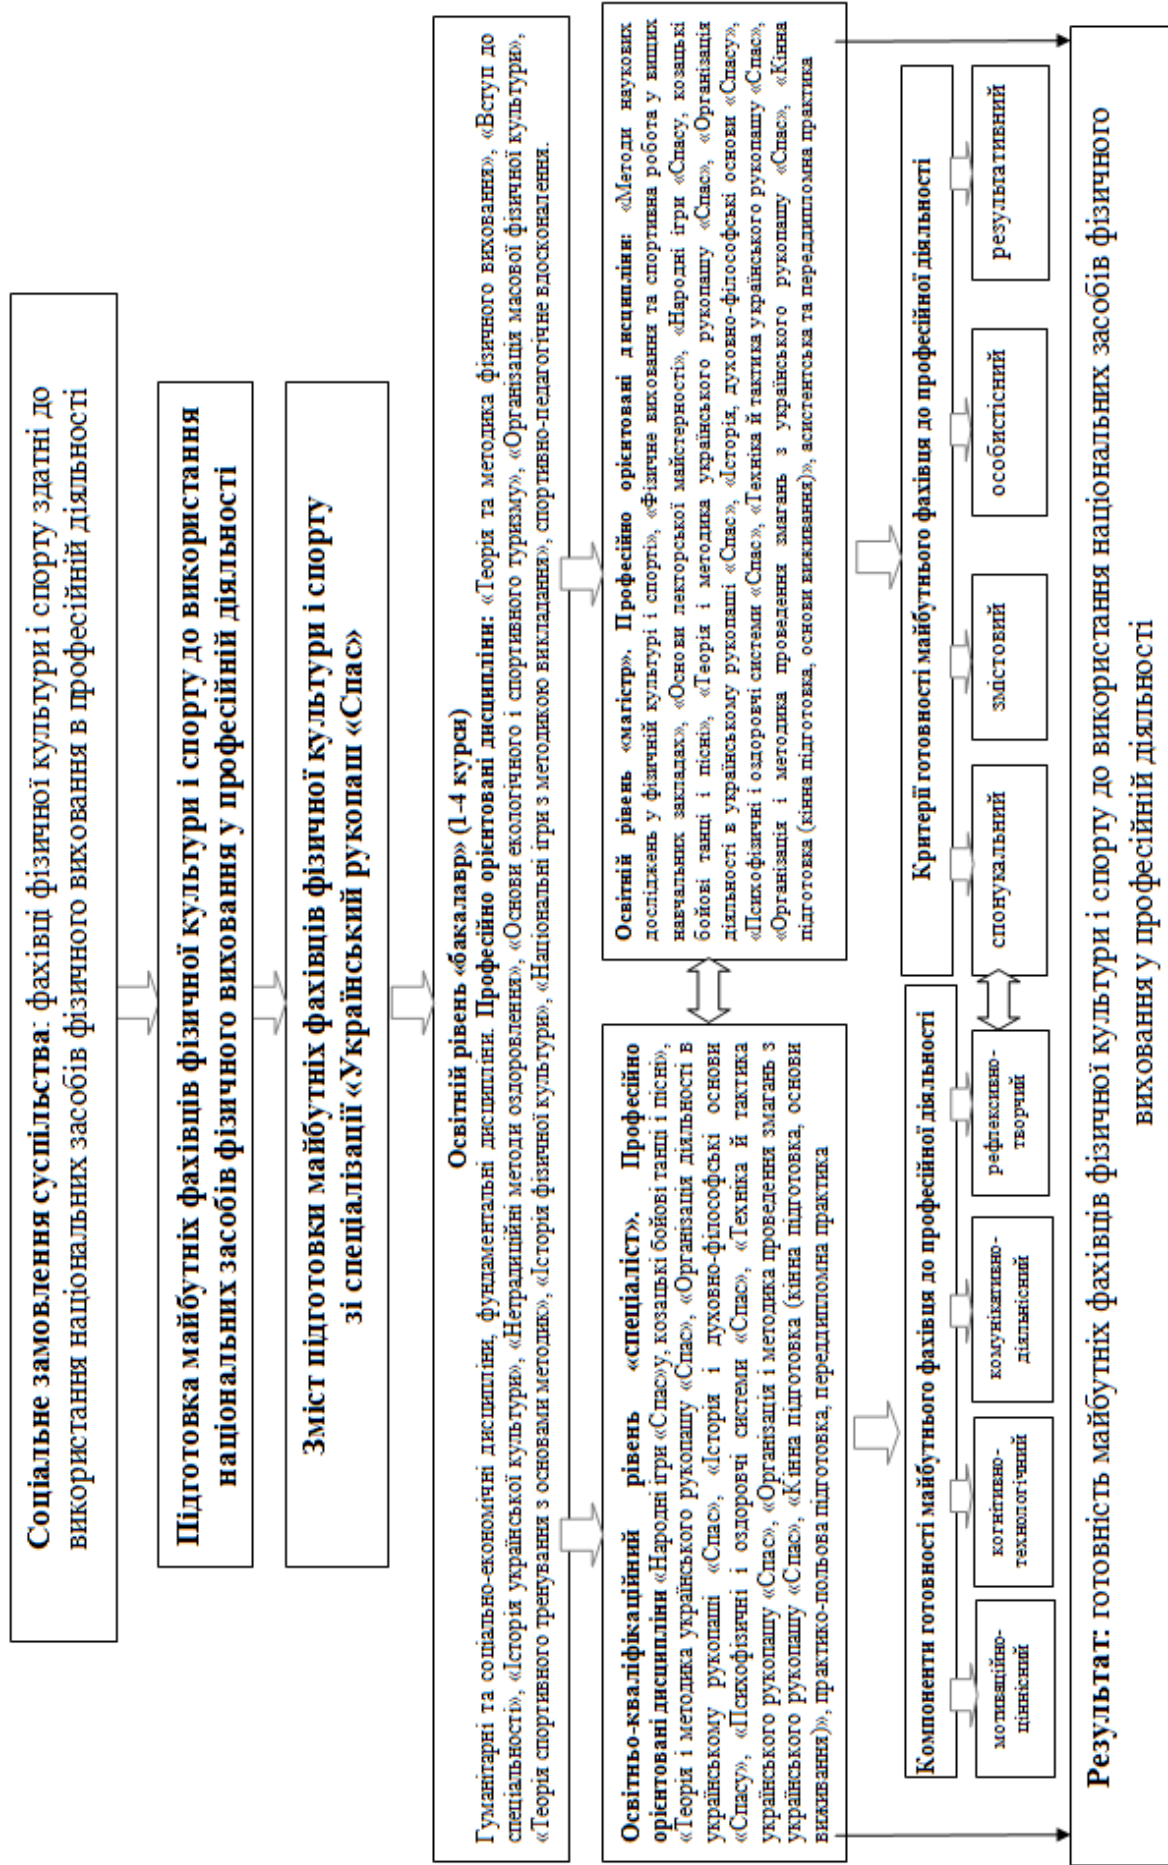 Соціальне замовлення суспільства: фахівці фізичної культури і спорту здатні до
використання національних засобів фізичного виховання в професійній діяльності
Підготовка майбутніх фахівців фізичної культури і спорту до використання
національних засобів фізичного виховання у професійній діяльності
Зміст підготовки майбутніх фахівців фізичної культури і спорту
зі спеціалізації «Український рукопаш «Спас»
Освітній рівень «бакалавр» (1-4 курси)
Гуманітарні та соціально-економічні дисципліни, фундаментальні дисципліни. Професійно орієнтовані дисципліни: «Теорія та методика фізичного виховання», «Вступ до
спеціальності», «Історія української культури», «Нетрадиційні методи оздоровлення», «Основи екологічного і спортивного туризму», «Організація масової фізичної культури»,
«Теорія спортивного тренування з основами методик», «Історія фізичної культури», «Національні ігри з методикою викладання», спортивно-педагогічне вдосконалення.
Освітньо-кваліфікаційний рівень «спеціаліст». Професійно
орієнтовані дисципліни «Народні ігри «Спасу», козацькі бойові танці і пісні»,
«Теорія і методика українського рукопашу «Спас», «Організація діяльності в
українському рукопаші «Спас», «Історія і духовно-філософські основи
«Спасу», «Психофізичні і оздоровчі системи «Спас», «Техніка й тактика
українського рукопашу «Спас», «Організація і методика проведення змагань з
українського рукопашу «Спас», «Кінна підготовка (кінна підготовка, основи
виживання)», практико-польова підготовка, переддипломна практика
Освітній рівень «магістр». Професійно орієнтовані дисципліни: «Методи наукових
досліджень у фізичній культурі і спорті», «Фізичне виховання та спортивна робота у вищих
навчальних закладах», «Основи лекторської майстерності», «Народні ігри «Спасу, козацькі
бойові танці і пісні», «Теорія і методика українського рукопашу «Спас», «Організація
діяльності в українському рукопаші «Спас», «Історія, духовно-філософські основи «Спасу»,
«Психофізичні і оздоровчі системи «Спас», «Техніка й тактика українського рукопашу «Спас»,
«Організація і методика проведення змагань з українського рукопашу «Спас», «Кінна
підготовка (кінна підготовка, основи виживання)», асистентська та переддипломна практика
Компоненти готовності майбутнього фахівця до професійної діяльності
мотиваційно-
ціннісний
когнітивно-
технологічний
комунікативно-
діяльнісний
рефлексивно-
творчий
Критерії готовності майбутнього фахівця до професійної діяльності
спонукальний
змістовий
особистісний
результативний
Результат: готовність майбутніх фахівців фізичної культури і спорту до використання національних засобів фізичного
виховання у професійній діяльності